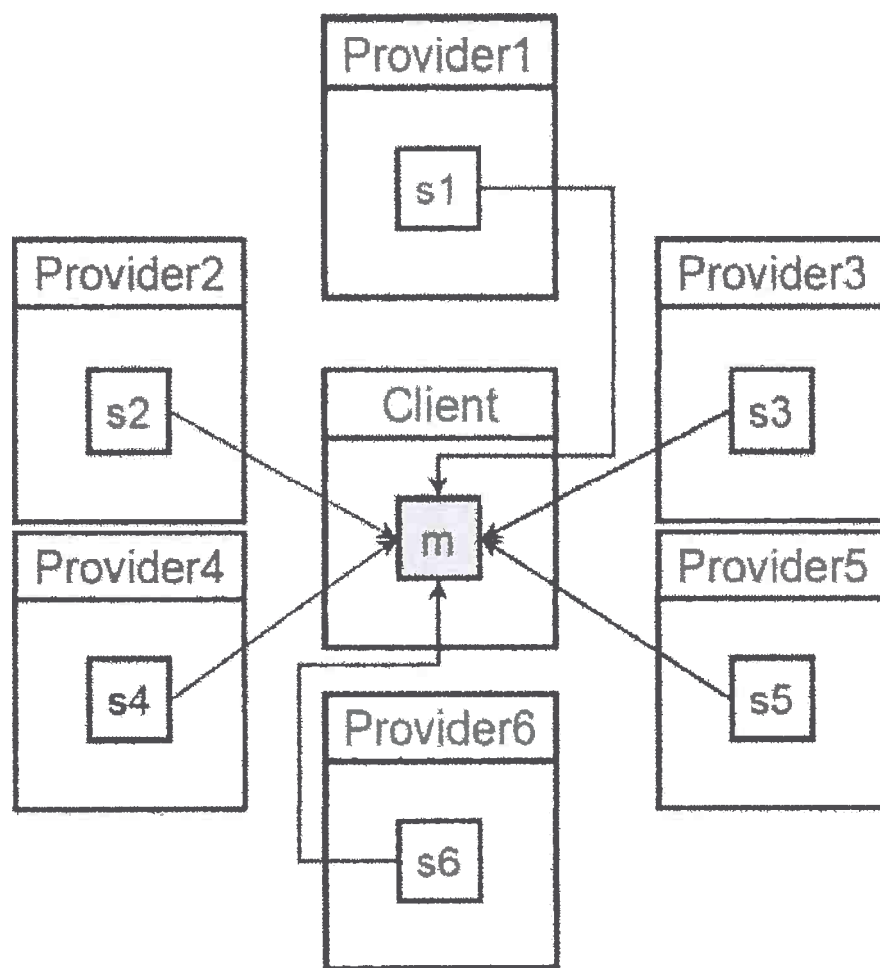 Provider1
s1
Provider2
s2
Provider3
s3
Client
m
Provider4
s4
Provider5
s5
Provider6
s6